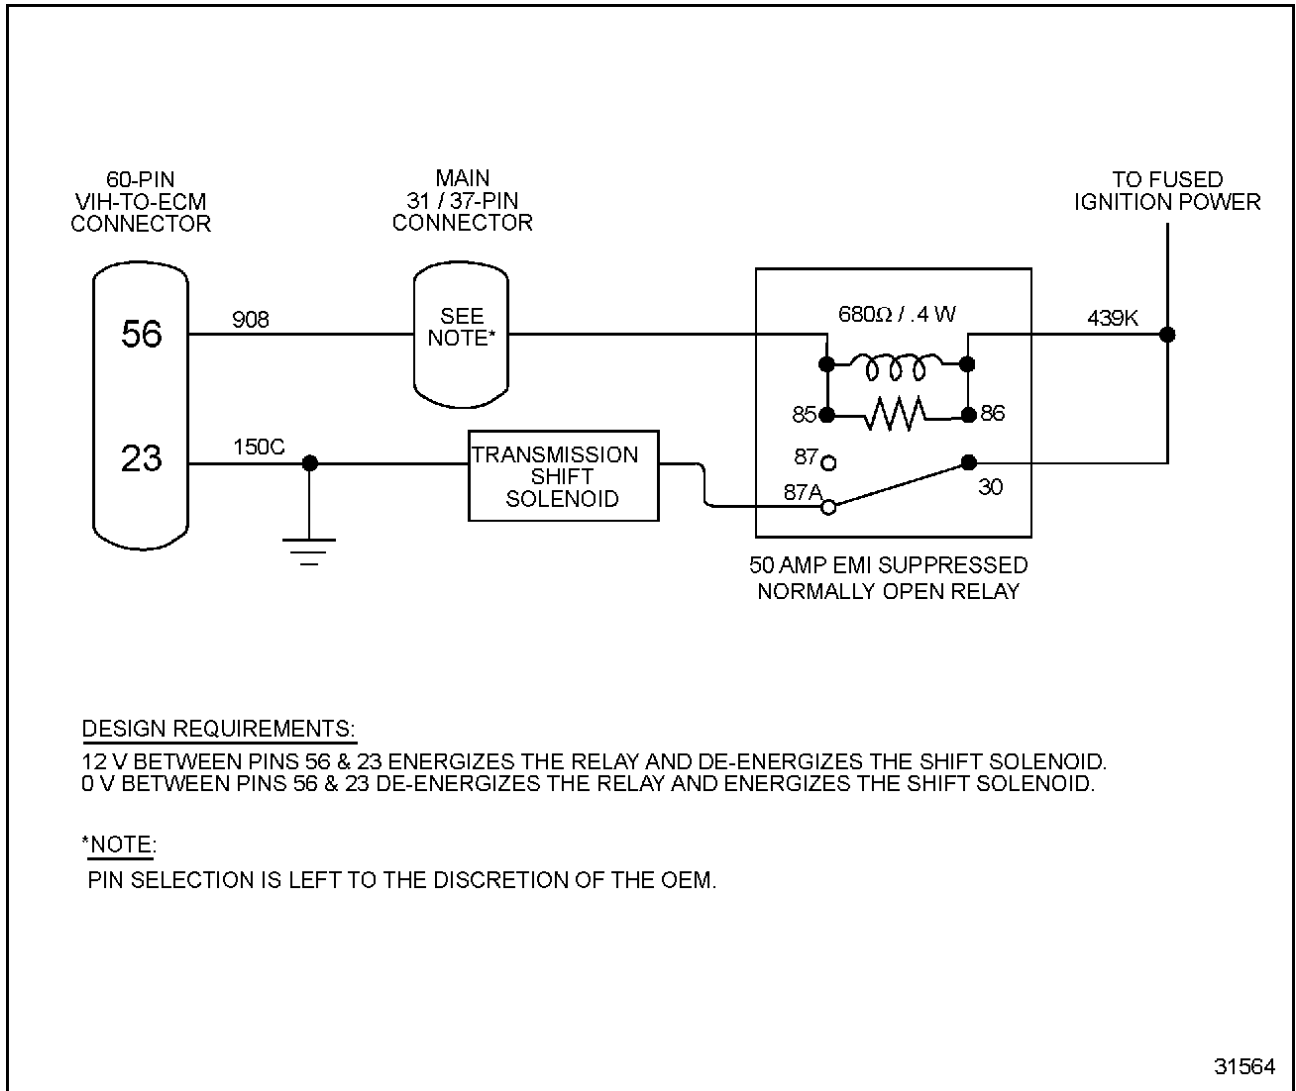 60-PIN
VIH-TO-ECM
CONNECTOR
MAIN
31 / 37-PIN
CONNECTOR
TO FUSED
IGNITION POWER
56
908
SEE
NOTE*
680Ω / .4 W
439K
85
86
23
150C
TRANSMISSION
SHIFT
SOLENOID
87
87A
30
50 AMP EMI SUPPRESSED
NORMALLY OPEN RELAY
DESIGN REQUIREMENTS:
12 V BETWEEN PINS 56 & 23 ENERGIZES THE RELAY AND DE-ENERGIZES THE SHIFT SOLENOID.
0 V BETWEEN PINS 56 & 23 DE-ENERGIZES THE RELAY AND ENERGIZES THE SHIFT SOLENOID.
*NOTE:
PIN SELECTION IS LEFT TO THE DISCRETION OF THE OEM.
31564